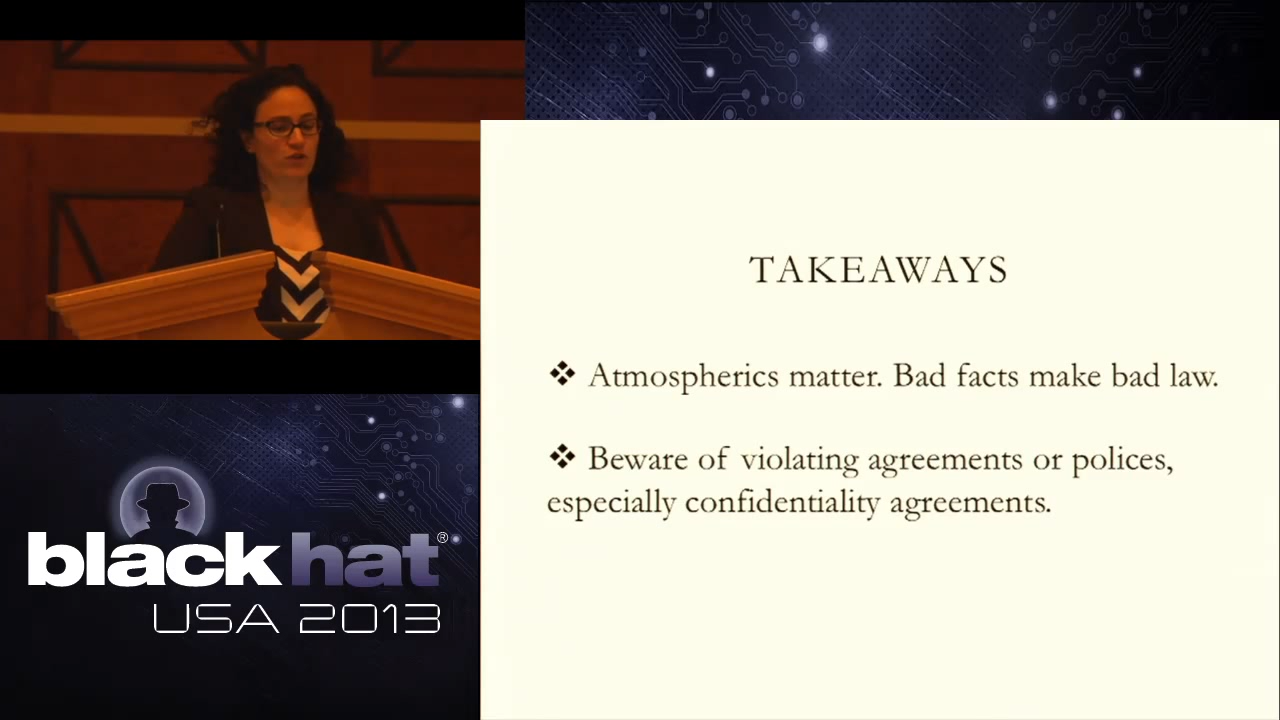 TAKEAWAYS
❖ Atmospherics matter. Bad facts make bad law.
❖ Beware of violating agreements or polices,
especially confidentiality agreements.
black hat®
USA 2013